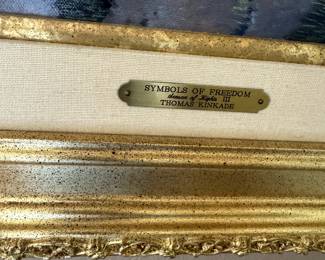 SYMBOLS OF FREEDOM
III
THOMAS KINKADE